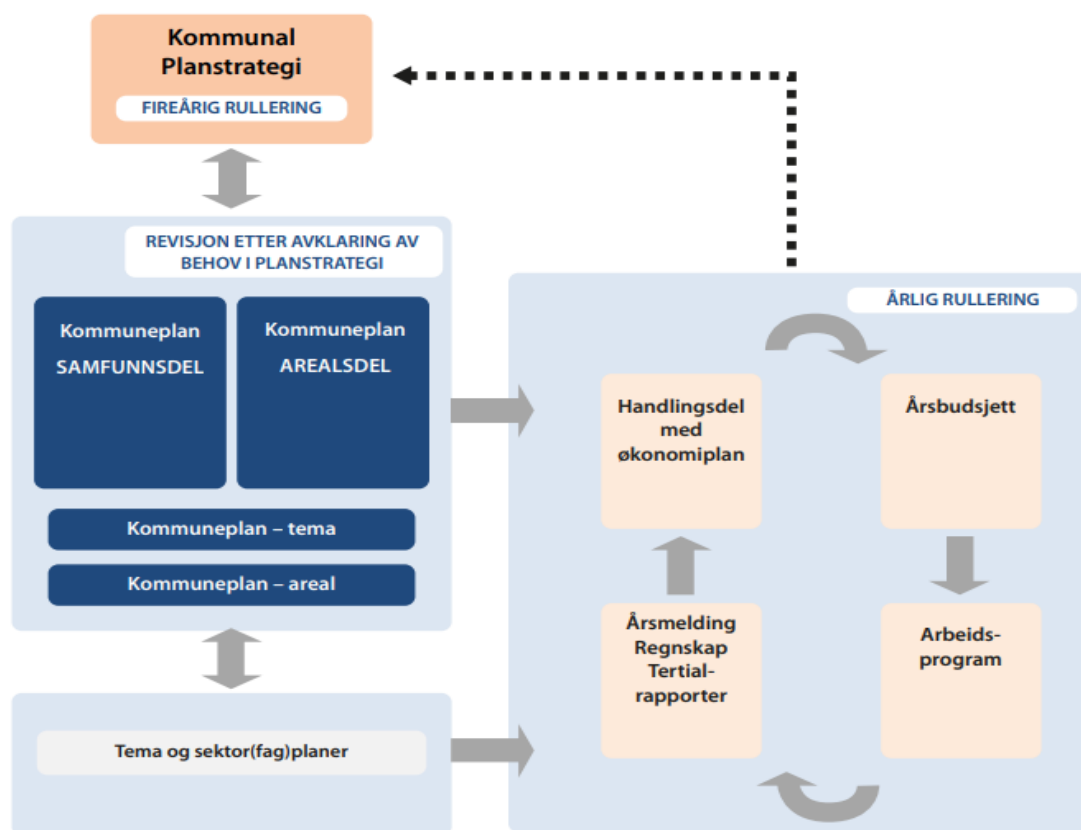 Kommunal
Planstrategi
FIREÅRIG RULLERING
REVISJON ETTER AVKLARING AV
BEHOV I PLANSTRATEGI
Kommuneplan
SAMFUNNSDEL
Kommuneplan
AREALSDEL
Kommuneplan – tema
Kommuneplan – areal
Tema og sektor(fag)planer
ÅRLIG RULLERING
Handlingsdel
med
økonomiplan
Årsbudsjett
Årsmelding
Regnskap
Tertial-
rapporter
Arbeids-
program